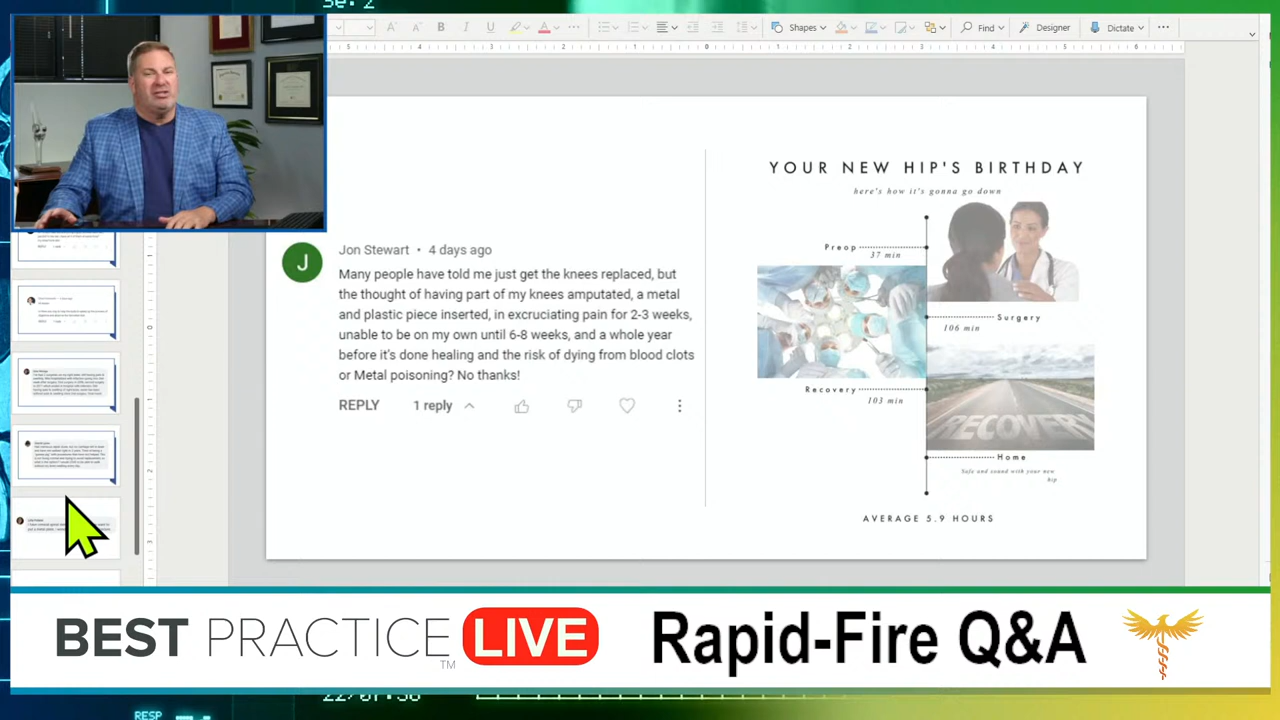 Shapes
Find
Designer
Dictate
YOUR NEW HIP'S BIRTHDAY
here's how it's gonna go down
Preop
37 min
Surgery
106 min
Recovery
103 min
RECOVERY
Home
Safe and sound with your new
hip
AVERAGE 5.9 HOURS
J
Jon Stewart • 4 days ago
Many people have told me just get the knees replaced, but
the thought of having part of my knees amputated, a metal
and plastic piece inserted, in excruciating pain for 2-3 weeks,
unable to be on my own until 6-8 weeks, and a whole year
before it's done healing and the risk of dying from blood clots
or Metal poisoning? No thanks!
REPLY 1 reply
BEST PRACTICE LIVE
TM
Rapid-Fire Q&A
RESP